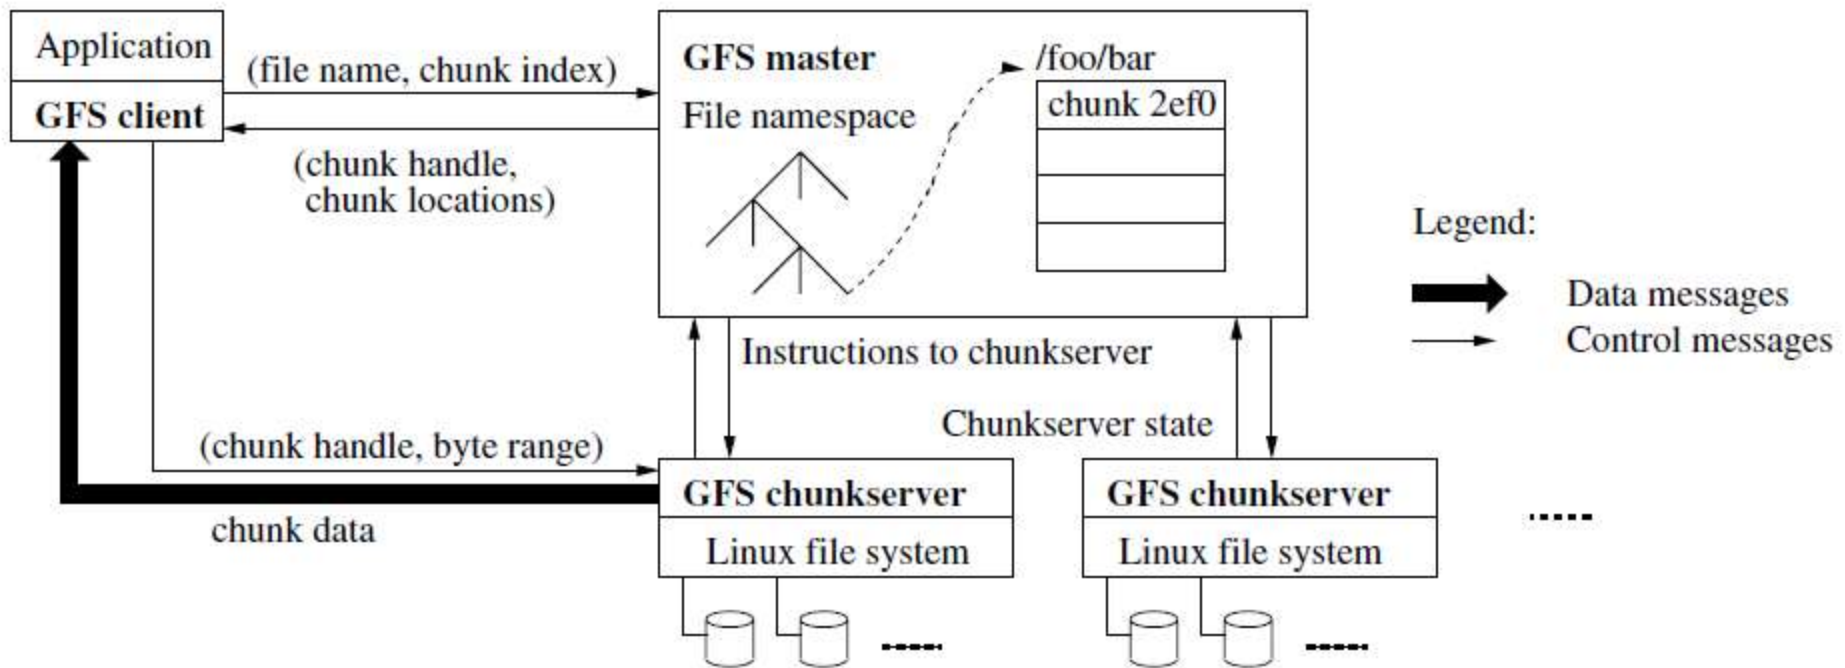 Application
GFS client
(file name, chunk index)
(chunk handle,
chunk locations)
GFS master
File namespace
/foo/bar
chunk 2ef0
Legend:
Data messages
Control messages
Instructions to chunkserver
Chunkserver state
(chunk handle, byte range)
chunk data
GFS chunkserver
Linux file system
GFS chunkserver
Linux file system